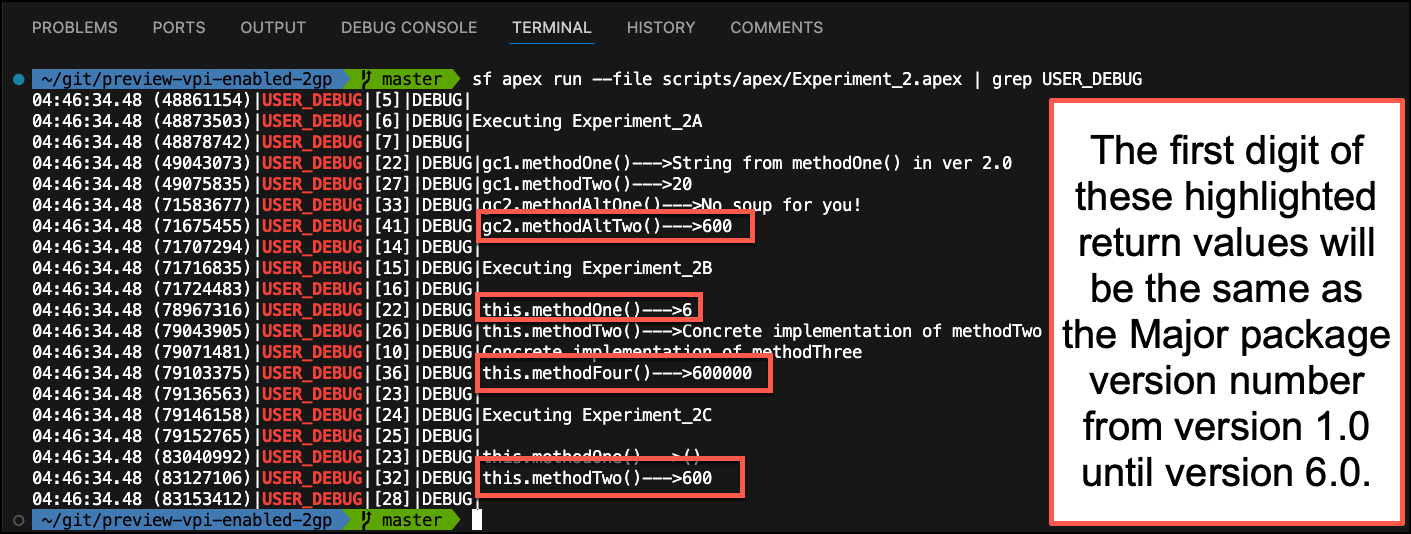 PROBLEMS PORTS OUTPUT DEBUG CONSOLE TERMINAL HISTORY COMMENTS
~/git/preview-vpi-enabled-2gp master sf apex run --file scripts/apex/Experiment_2.apex | grep USER_DEBUG
04:46:34.48 (48861154)|USER_DEBUG|[5]|DEBUG|
04:46:34.48 (48873503)|USER_DEBUG|[6]|DEBUG|Executing Experiment_2A
04:46:34.48 (48878742)|USER_DEBUG|[7]|DEBUG|
04:46:34.48 (49043073)|USER_DEBUG|[22]|DEBUG|gc1.methodOne()--->String from methodOne() in ver 2.0
04:46:34.48 (49075835)|USER_DEBUG|[27]|DEBUG|gc1.methodTwo()--->20
04:46:34.48 (71583677)|USER_DEBUG|[33]|DEBUG|gc2.methodAltOne()--->No soup for you!
04:46:34.48 (71675455)|USER_DEBUG|[41]|DEBUG|gc2.methodAltTwo()--->600
04:46:34.48 (71707294)|USER_DEBUG|[14]|DEBUG|
04:46:34.48 (71716835)|USER_DEBUG|[15]|DEBUG|Executing Experiment_2B
04:46:34.48 (71724483)|USER_DEBUG|[16]|DEBUG|
04:46:34.48 (78967316)|USER_DEBUG|[22]|DEBUG|this.methodOne()--->6
04:46:34.48 (79043905)|USER_DEBUG|[26]|DEBUG|this.methodTwo()--->Concrete implementation of methodTwo
04:46:34.48 (79071481)|USER_DEBUG|[10]|DEBUG|Concrete implementation of methodThree
04:46:34.48 (79103375)|USER_DEBUG|[36]|DEBUG|this.methodFour()--->600000
04:46:34.48 (79136563)|USER_DEBUG|[23]|DEBUG|
04:46:34.48 (79146158)|USER_DEBUG|[24]|DEBUG|Executing Experiment_2C
04:46:34.48 (79152765)|USER_DEBUG|[25]|DEBUG|
04:46:34.48 (83040992)|USER_DEBUG|[23]|DEBUG|this.methodOne()--->()
04:46:34.48 (83127106)|USER_DEBUG|[32]|DEBUG|this.methodTwo()--->600
04:46:34.48 (83153412)|USER_DEBUG|[28]|DEBUG|
~/git/preview-vpi-enabled-2gp master
The first digit of
these highlighted
return values will
be the same as
the Major package
version number
from version 1.0
until version 6.0.